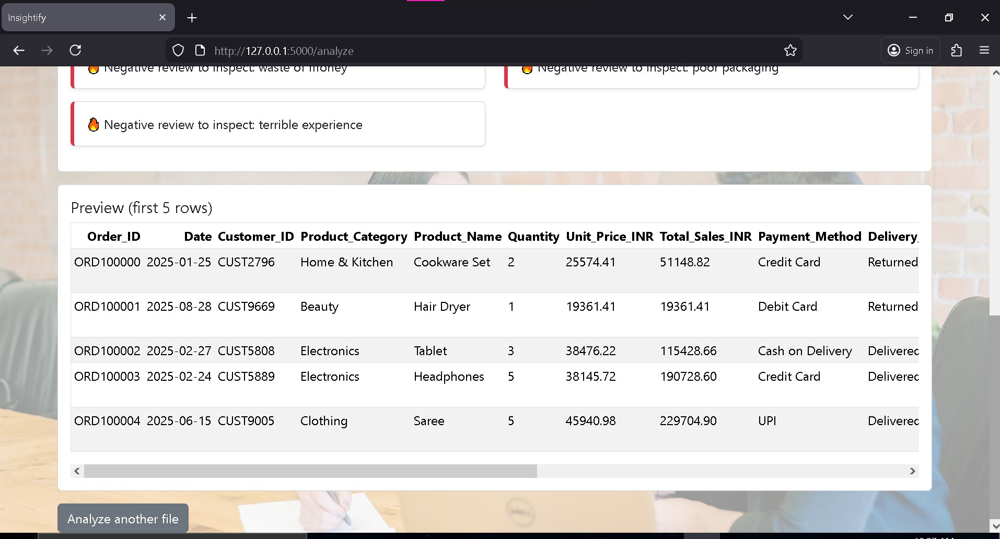 Insightify
http://127.0.0.1:5000/analyze
Sign in
🔥 Negative review to inspect: waste of money
🔥 Negative review to inspect: poor packaging
🔥 Negative review to inspect: terrible experience
Preview (first 5 rows)
Order_ID Date Customer_ID Product_Category Product_Name Quantity Unit_Price_INR Total_Sales_INR Payment_Method Delivery_
ORD100000 2025-01-25 CUST2796 Home & Kitchen Cookware Set 2 25574.41 51148.82 Credit Card Returned
ORD100001 2025-08-28 CUST9669 Beauty Hair Dryer 1 19361.41 19361.41 Debit Card Returned
ORD100002 2025-02-27 CUST5808 Electronics Tablet 3 38476.22 115428.66 Cash on Delivery Delivered
ORD100003 2025-02-24 CUST5889 Electronics Headphones 5 38145.72 190728.60 Credit Card Delivered
ORD100004 2025-06-15 CUST9005 Clothing Saree 5 45940.98 229704.90 UPI Delivered
DELL
Analyze another file